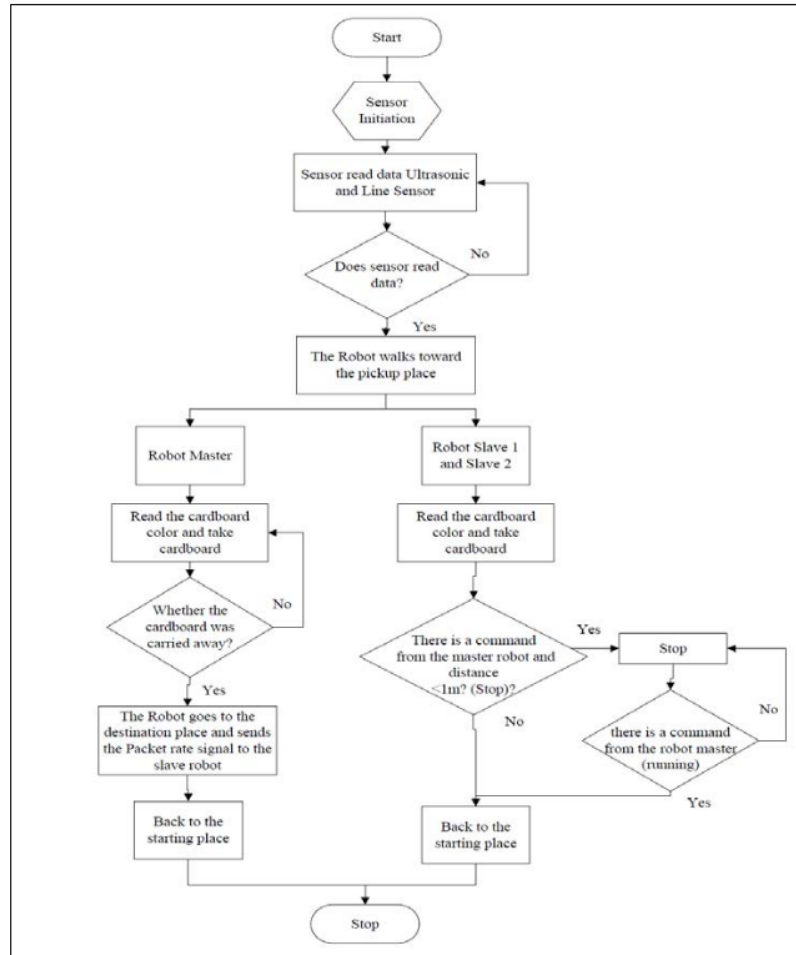 Start
Sensor
Initiation
Sensor read data Ultrasonic
and Line Sensor
No
Does sensor read
data?
Yes
The Robot walks toward
the pickup place
Robot Master
Robot Slave 1
and Slave 2
Read the cardboard
color and take
cardboard
Read the cardboard
color and take
cardboard
No
Whether the
cardboard was
carried away?
Yes
There is a command
from the master robot and
distance
<1m? (Stop)?
Yes
Stop
No
there is a command
from the robot master
(running)
No
Yes
The Robot goes to the
destination place and sends
the Packet rate signal to the
slave robot
Back to the
starting place
Back to the
starting place
Stop